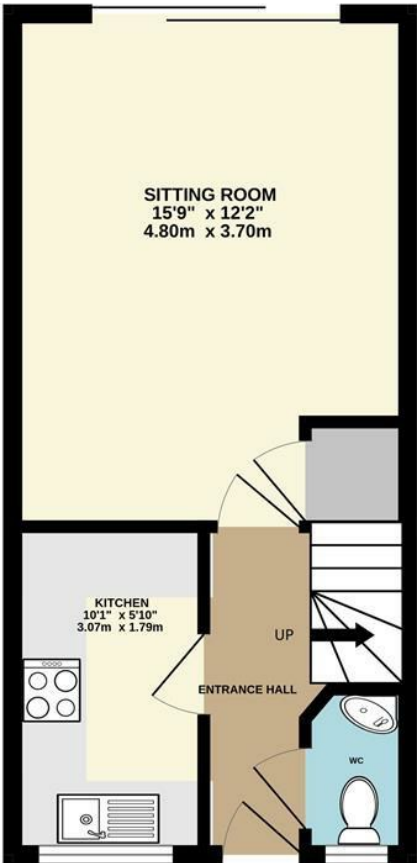 SITTING ROOM
15'9" x 12'2"
4.80m x 3.70m
KITCHEN
10'1" x 5'10"
3.07m x 1.79m
UP
ENTRANCE HALL
WC